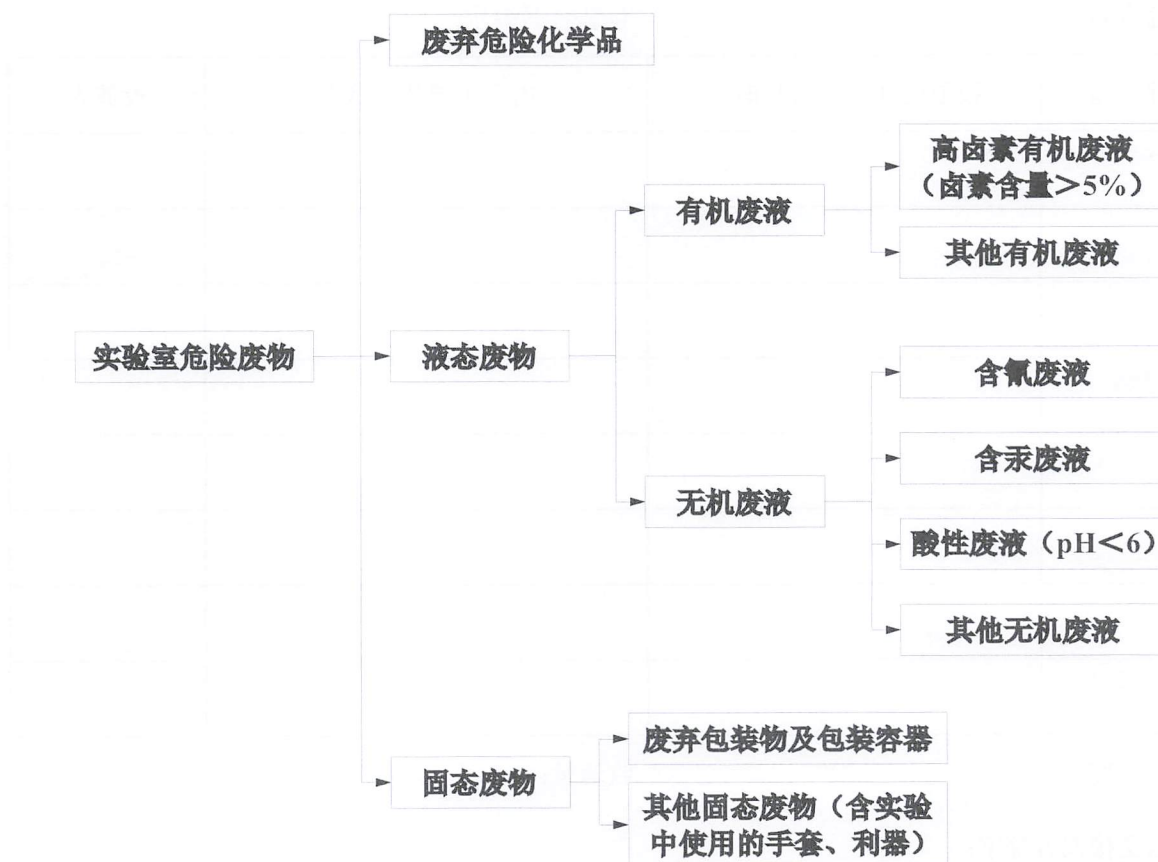 废弃危险化学品
高卤素有机废液
（卤素含量＞5%）
有机废液
其他有机废液
实验室危险废物
液态废物
含氰废液
含汞废液
无机废液
酸性废液（pH＜6）
其他无机废液
废弃包装物及包装容器
固态废物
其他固态废物（含实验
中使用的手套、利器）